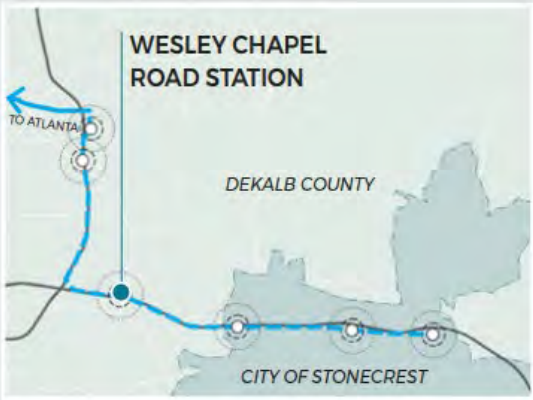 WESLEY CHAPEL
ROAD STATION
TO ATLANTA
DEKALB COUNTY
CITY OF STONECREST